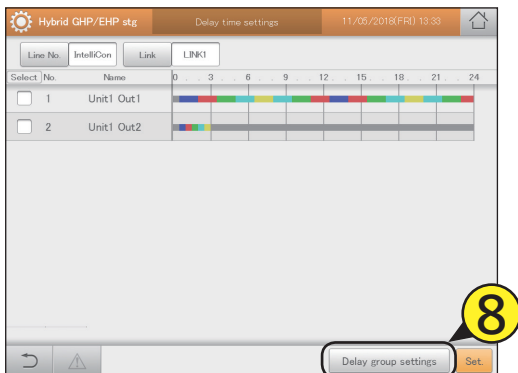 Hybrid GHP/EHP stg Delay time settings 11/05/2018(FRI) 13:33
Line No. IntelliCon Link LINK1
Select No. Name 0 3 6 9 12 15 18 21 24
1 Unit1 Out1
2 Unit1 Out2
8
Delay group settings Set.